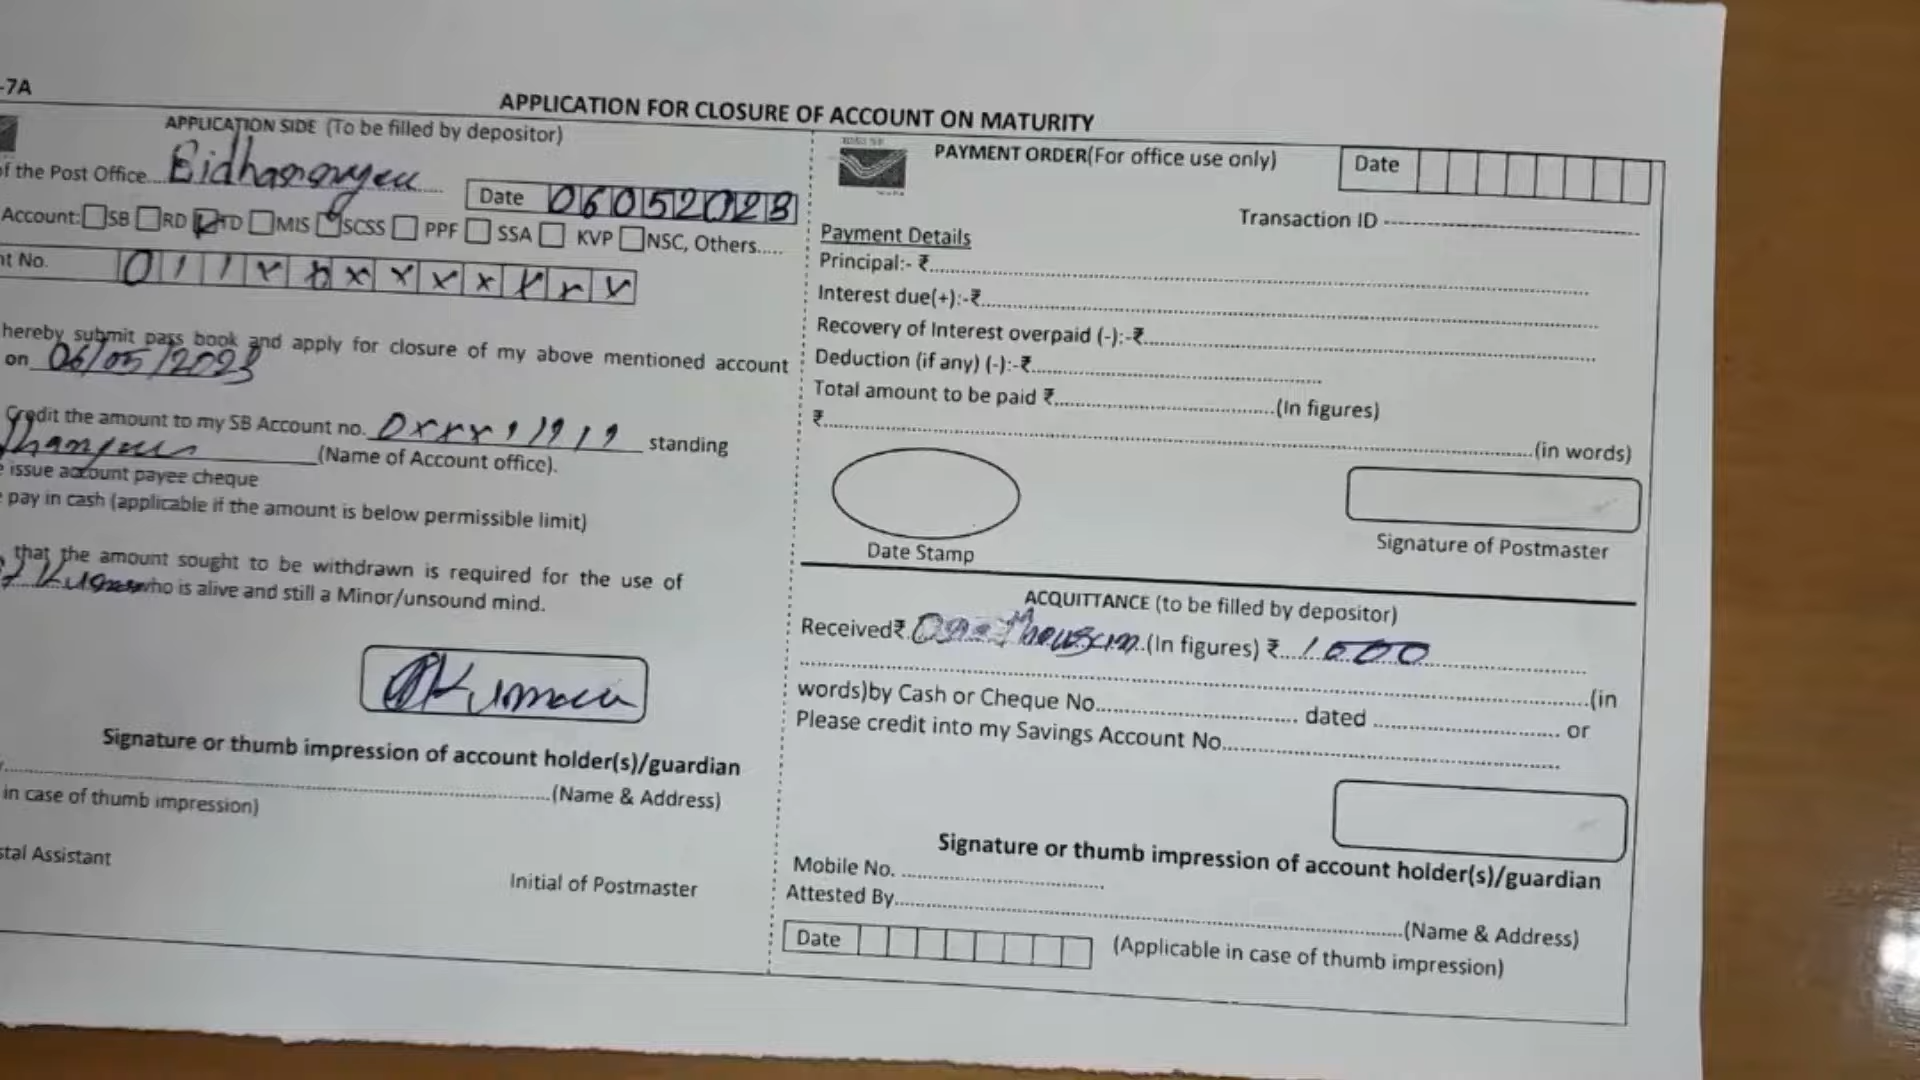 -7A
APPLICATION FOR CLOSURE OF ACCOUNT ON MATURITY
APPLICATION SIDE (To be filled by depositor)
f the Post Office....
Date 06052023
Account: SB RD TD MIS SCSS PPF SSA KVP NSC, Others.....
nt No. 011xxxxxxxxx
hereby submit pass book and apply for closure of my above mentioned account
on 06/05/2023
Credit the amount to my SB Account no. standing
(Name of Account office).
issue account payee cheque
pay in cash (applicable if the amount is below permissible limit)
that the amount sought to be withdrawn is required for the use of
who is alive and still a Minor/unsound mind.
Signature or thumb impression of account holder(s)/guardian
(Name & Address)
in case of thumb impression)
stal Assistant
Initial of Postmaster
PAYMENT ORDER(For office use only)
Date
Transaction ID
Payment Details
Principal:- ₹
Interest due(+):-₹
Recovery of Interest overpaid (-):-₹
Deduction (if any) (-):-₹
Total amount to be paid ₹ (In figures)
₹ (in words)
Date Stamp
Signature of Postmaster
ACQUITTANCE (to be filled by depositor)
Received₹ One (In figures) ₹ 1000
(in
words)by Cash or Cheque No. dated or
Please credit into my Savings Account No.
Signature or thumb impression of account holder(s)/guardian
Mobile No.
Attested By (Name & Address)
Date (Applicable in case of thumb impression)